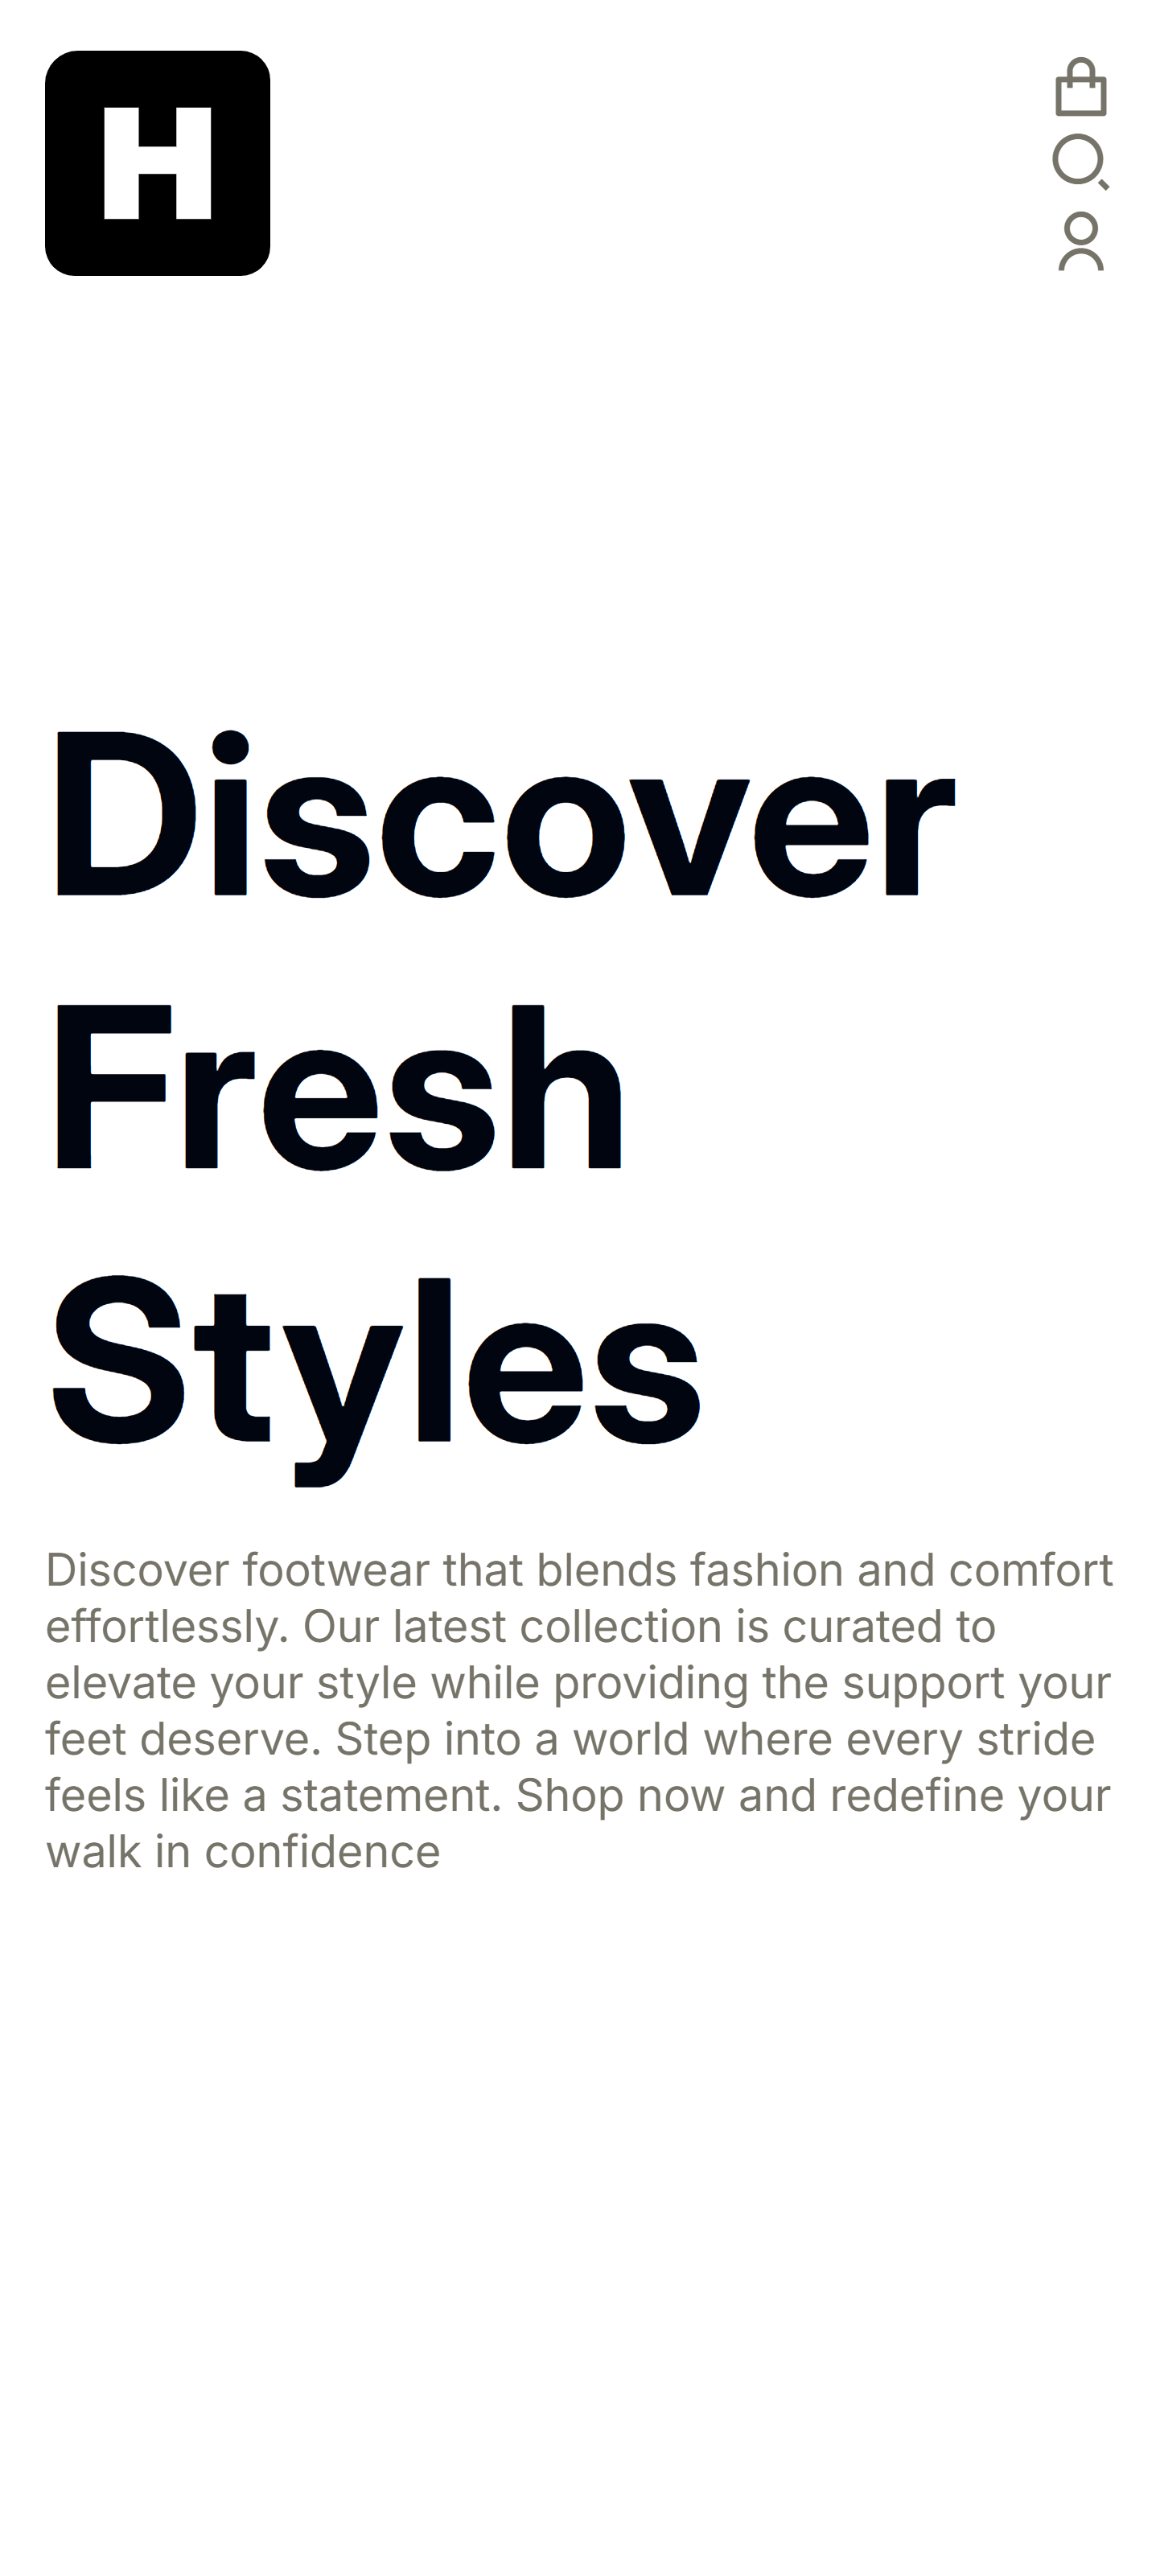 H
Discover
Fresh
Styles
Discover footwear that blends fashion and comfort
effortlessly. Our latest collection is curated to
elevate your style while providing the support your
feet deserve. Step into a world where every stride
feels like a statement. Shop now and redefine your
walk in confidence